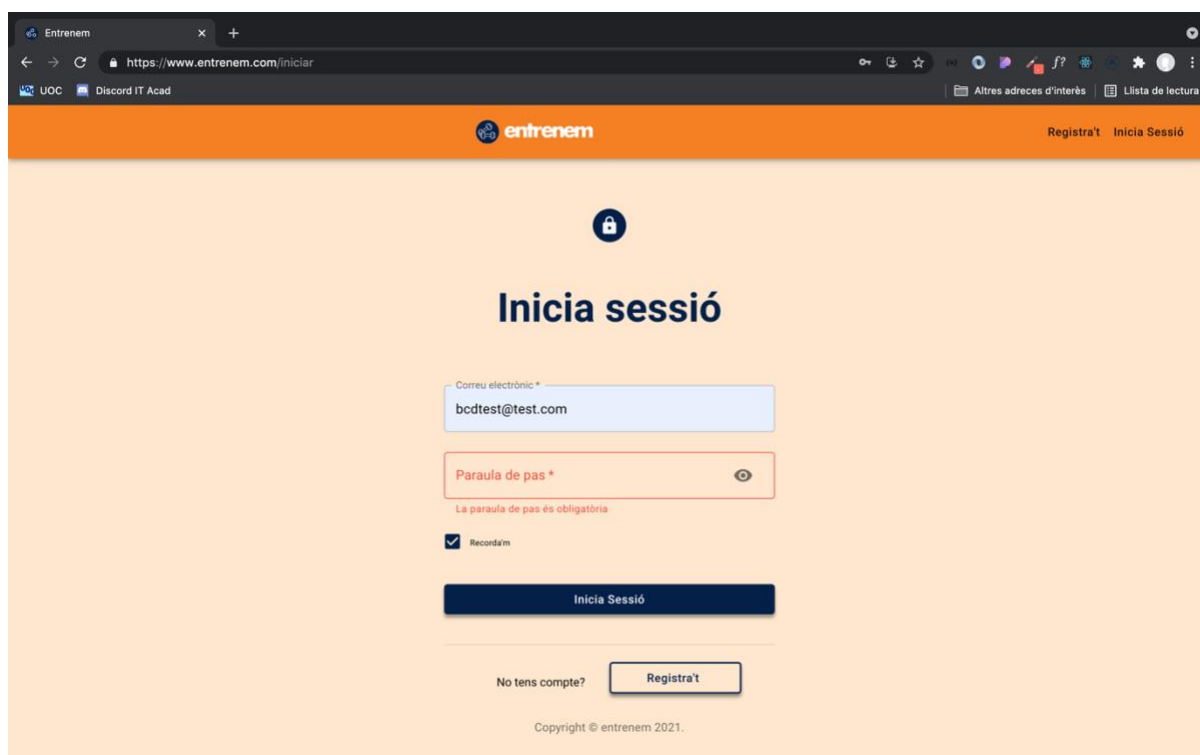 Entrenem
https://www.entrenem.com/iniciar
f?
UOC Discord IT Acad Altres adreces d'interès Llista de lectura
entrenem Registra't Inicia Sessió
Inicia sessió
Correu electrònic *
bcdtest@test.com
Paraula de pas *
La paraula de pas és obligatòria
Recorda'm
Inicia Sessió
No tens compte? Registra't
Copyright © entrenem 2021.